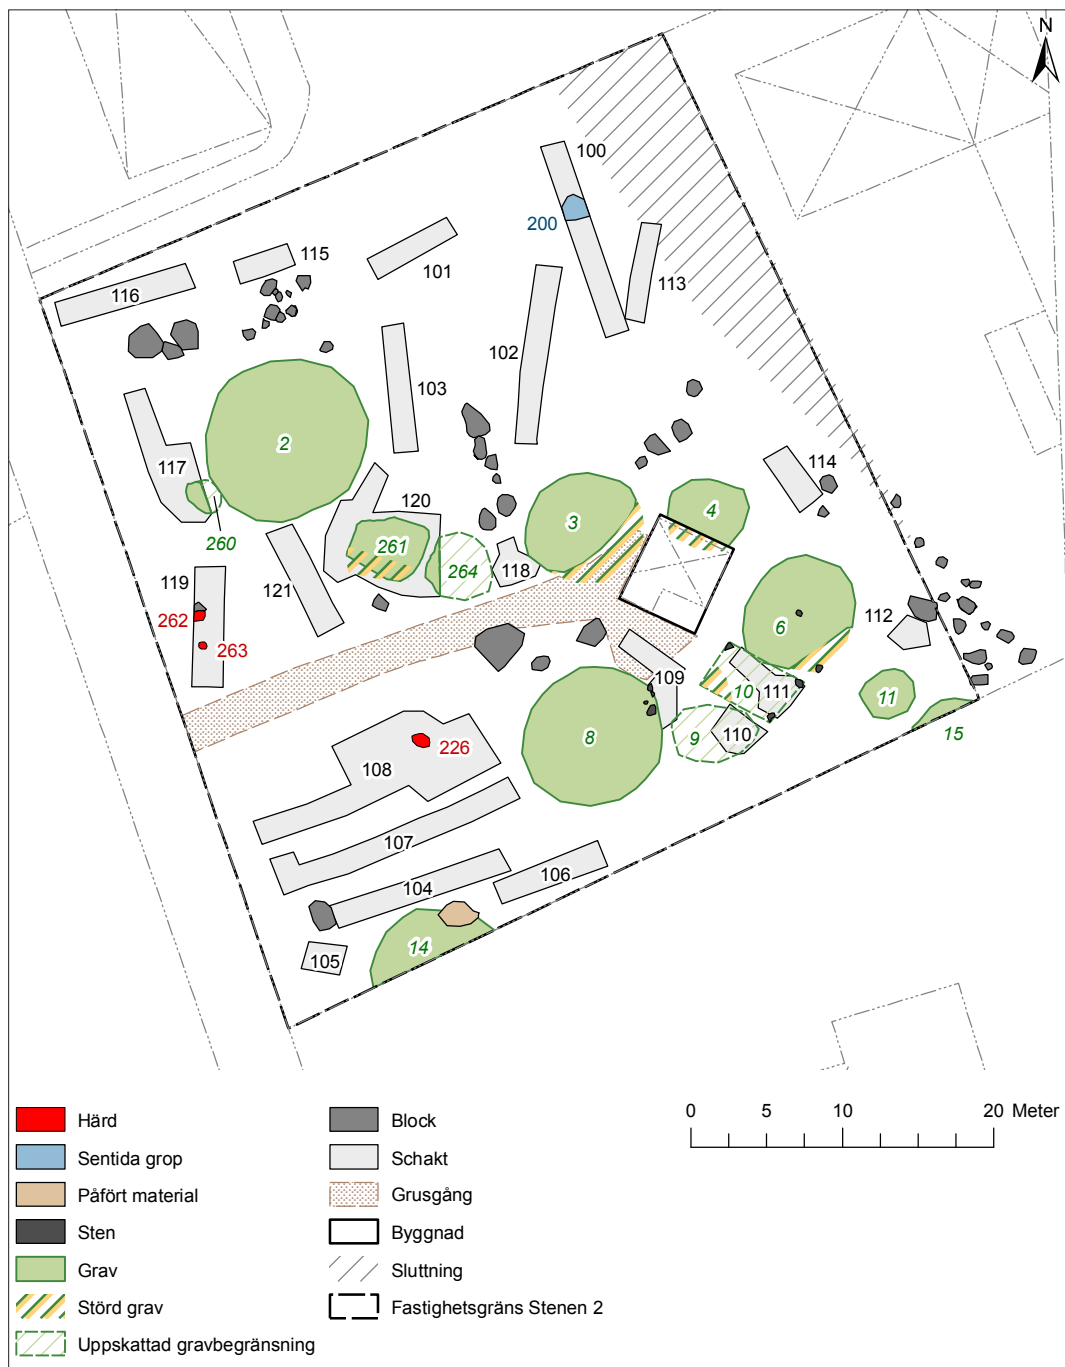 N
100
200
115
101
113
116
102
103
2
114
117
120
3
4
260
261
264
118
119
121
262
263
6
112
109
10
111
11
226
8
9
110
15
108
107
104
106
14
105
Härd
Sentida grop
Påfört material
Sten
Grav
Störd grav
Uppskattad gravbegränsning
Block
Schakt
Grusgång
Byggnad
Sluttning
Fastighetsgräns Stenen 2
0 5 10 20 Meter